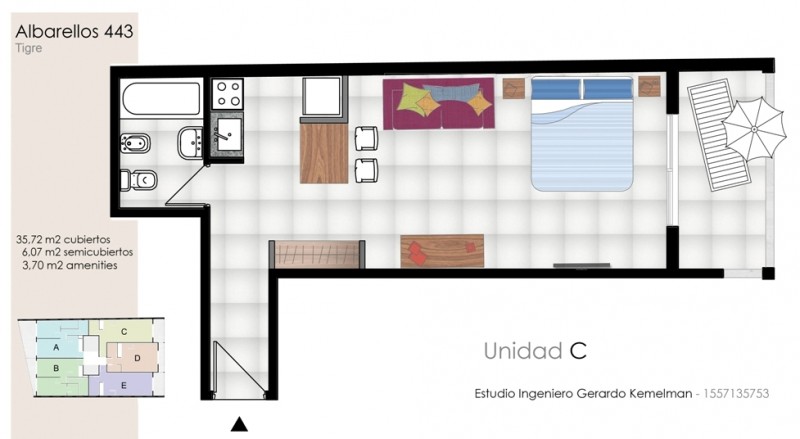 Albarellos 443
Tigre
35,72 m2 cubiertos
6,07 m2 semicubiertos
3,70 m2 amenities
A
B
C
D
E
Unidad C
Estudio Ingeniero Gerardo Kemelman - 1557135753